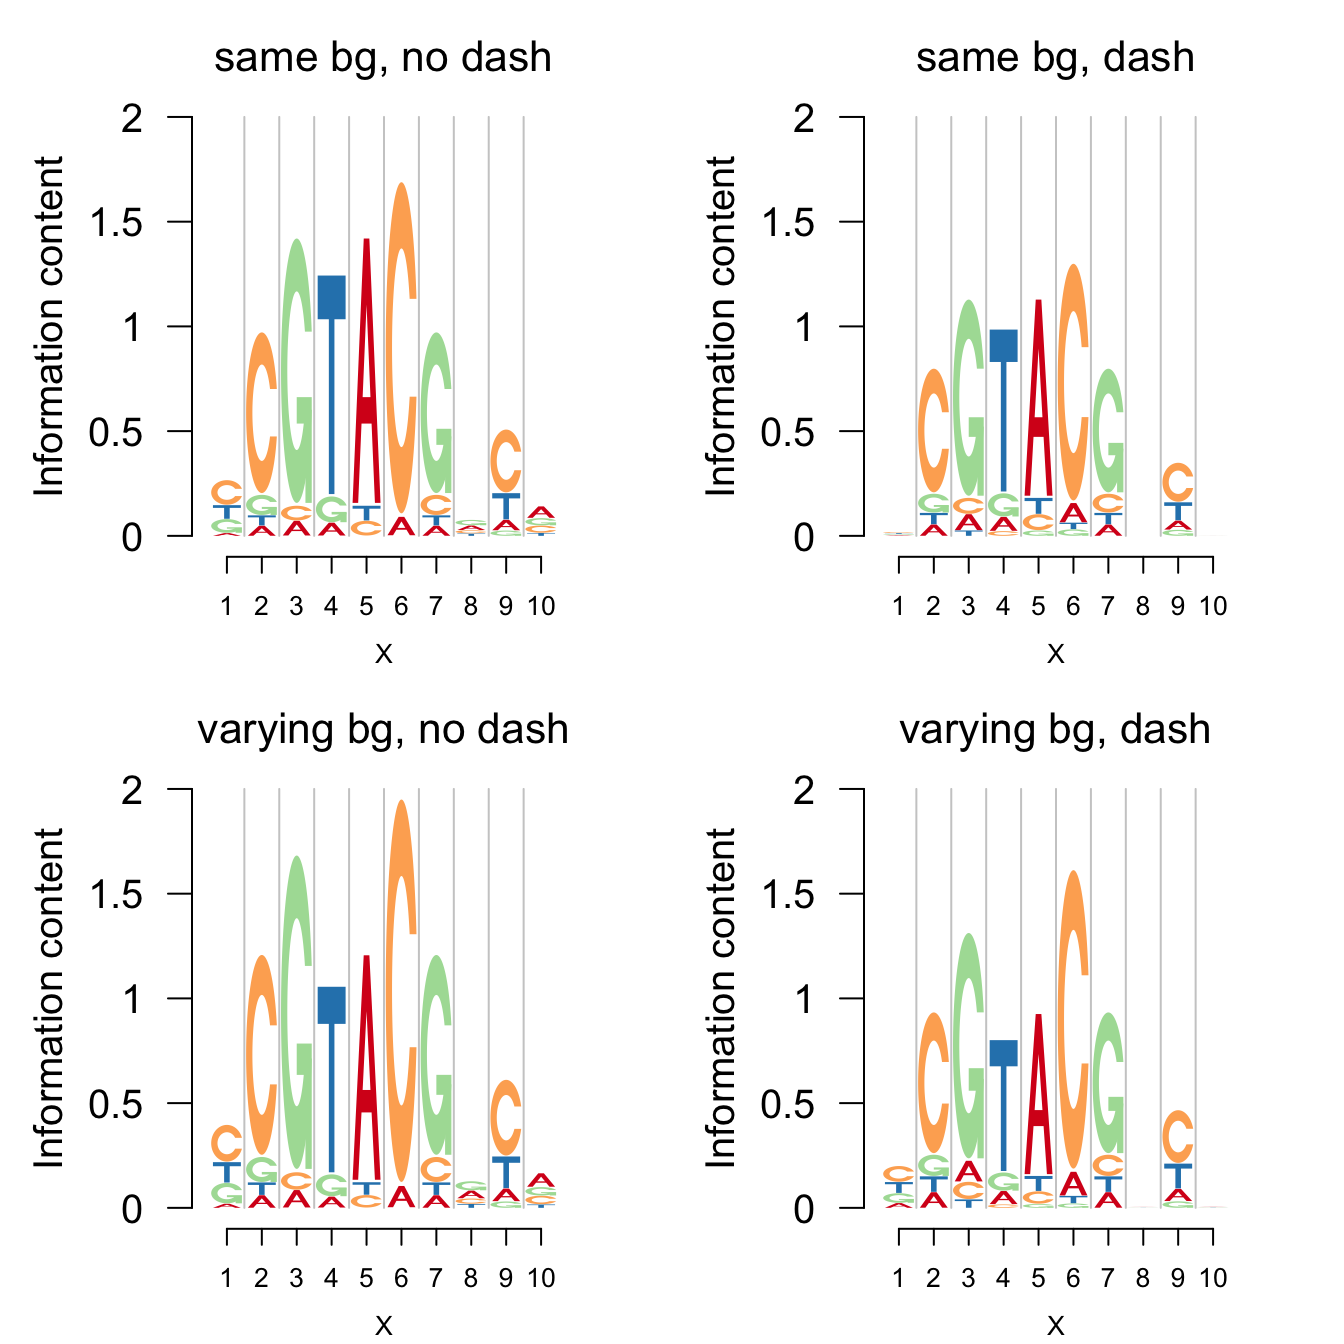 same bg, no dash
Information content
2
1.5
1
0.5
0
C T G A
C G T A
G C A
T G A
A T C
C A
G C T A
G A C T
C T A G
A G C T
1 2 3 4 5 6 7 8 9 10
X
same bg, dash
Information content
2
1.5
1
0.5
0
C G T A
G C A T
T G A C
A T C G
C A T G
G C T A
C T A G
1 2 3 4 5 6 7 8 9 10
X
varying bg, no dash
Information content
2
1.5
1
0.5
0
C T G A
C G T A
G C A
T G A
A T C
C A
G C T A
G A C T
C T A G
A G C T
1 2 3 4 5 6 7 8 9 10
X
varying bg, dash
Information content
2
1.5
1
0.5
0
C T G A
C G T A
G A C T
T G A C
A T C G
C A T G
G C T A
C T A G
1 2 3 4 5 6 7 8 9 10
X